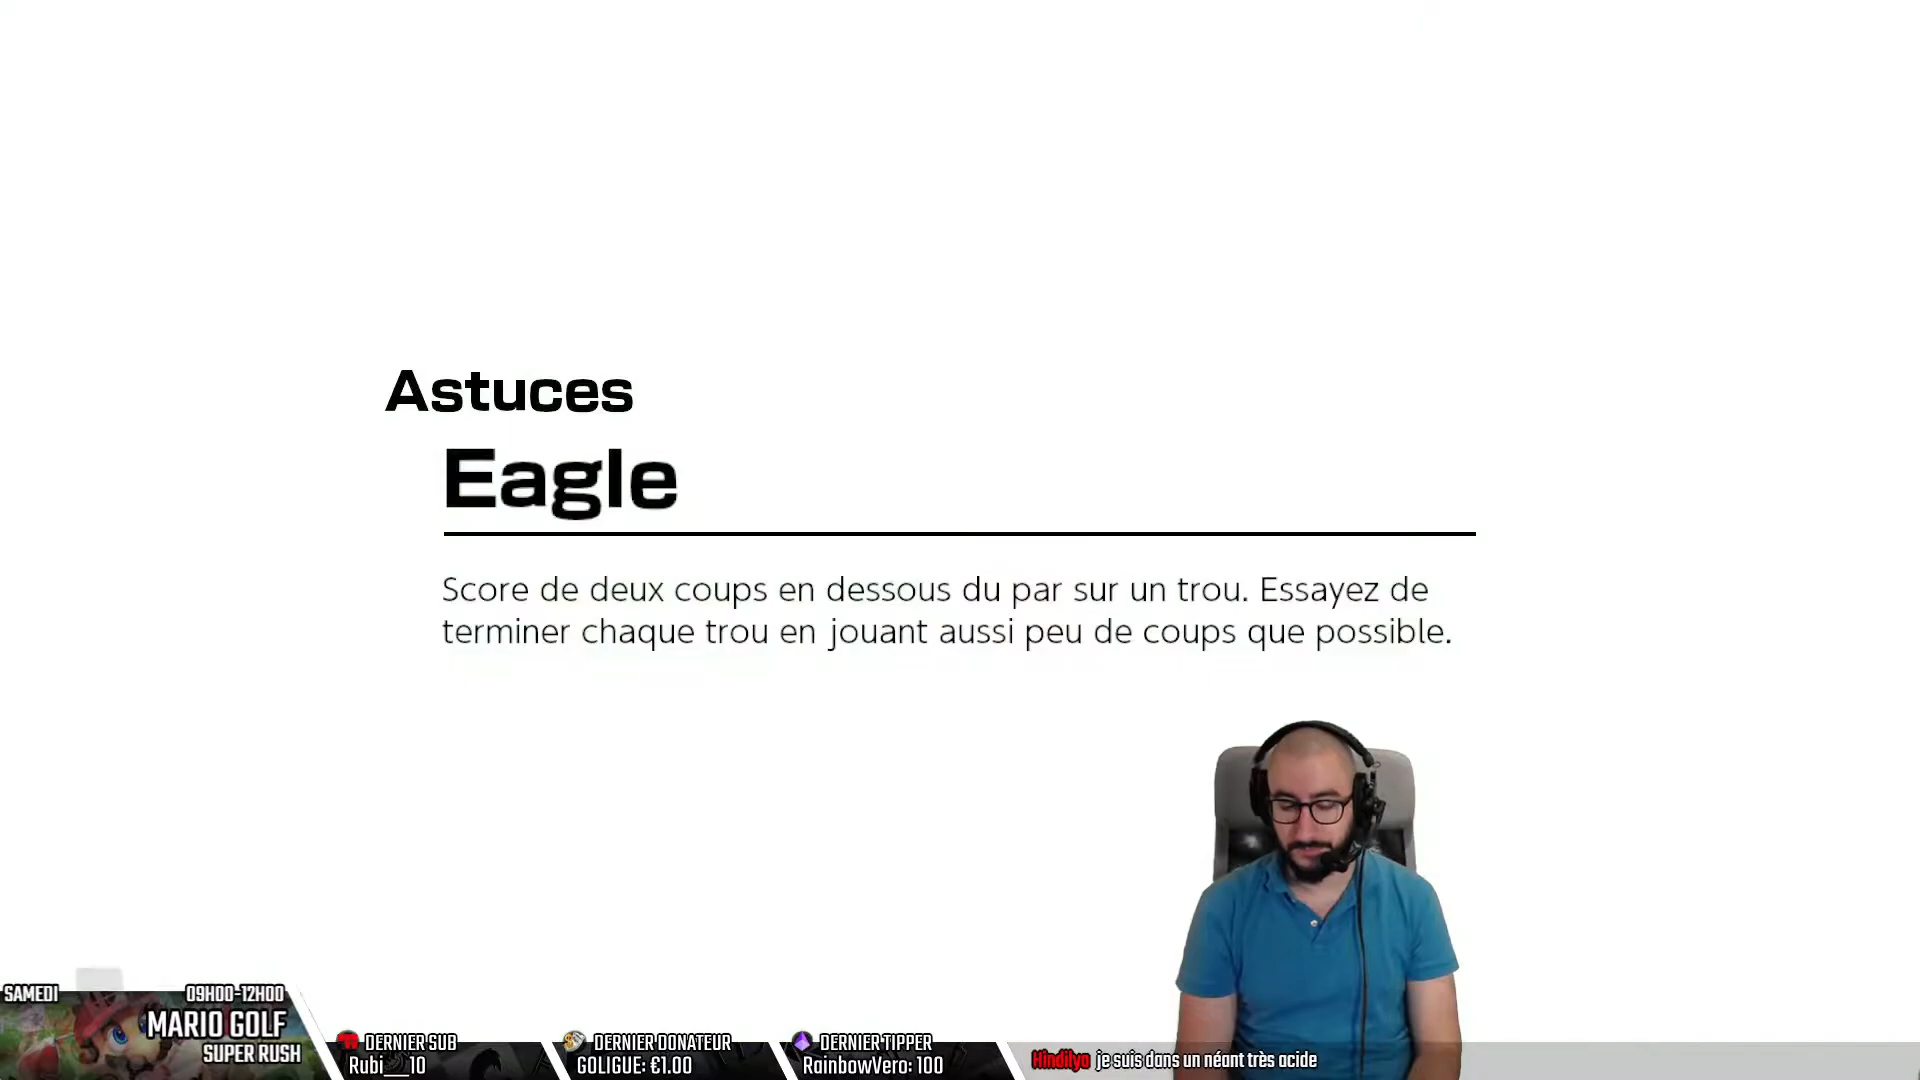 Astuces
Eagle
Score de deux coups en dessous du par sur un trou. Essayez de
terminer chaque trou en jouant aussi peu de coups que possible.
SAMEDI
09H00-12H00
MARIO GOLF
SUPER RUSH
DERNIER SUB
Rubi__10
DERNIER DONATEUR
GOLIGUE: €1.00
DERNIER TIPPER
RainbowVero: 100
Hindilyo je suis dans un néant très acide